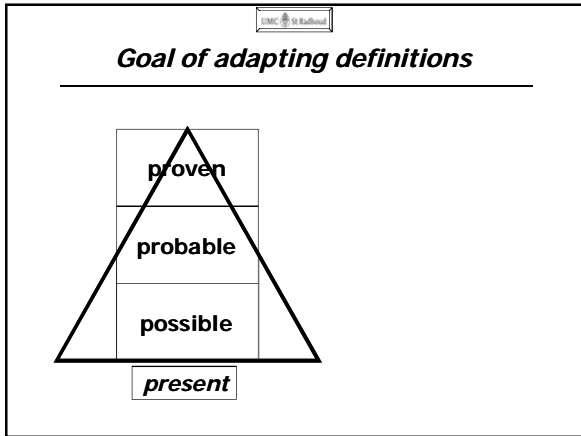 UMC St Radboud
Goal of adapting definitions
proven
probable
possible
present